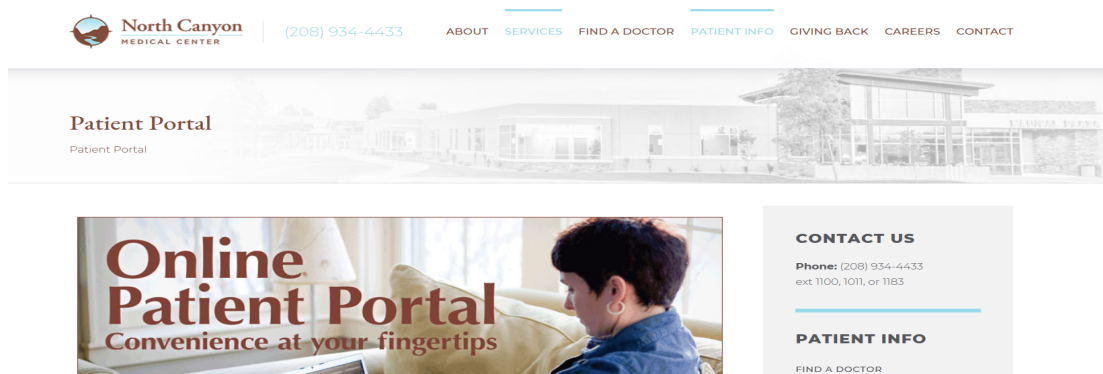 North Canyon
MEDICAL CENTER
(208) 934-4433
ABOUT SERVICES FIND A DOCTOR PATIENT INFO GIVING BACK CAREERS CONTACT
Patient Portal
Patient Portal
Online
Patient Portal
Convenience at your fingertips
CONTACT US
Phone: (208) 934-4433
ext 1100, 1011, or 1183
PATIENT INFO
FIND A DOCTOR